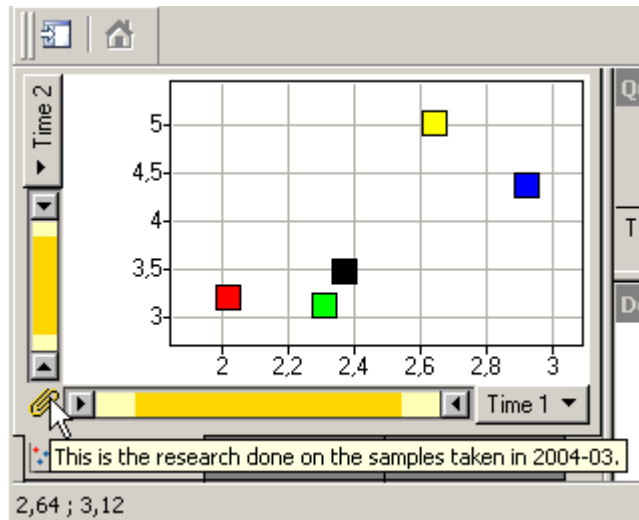 Time 2
5
4,5
4
3,5
3
2
2,2
2,4
2,6
2,8
3
Time 1
This is the research done on the samples taken in 2004-03.
2,64 ; 3,12